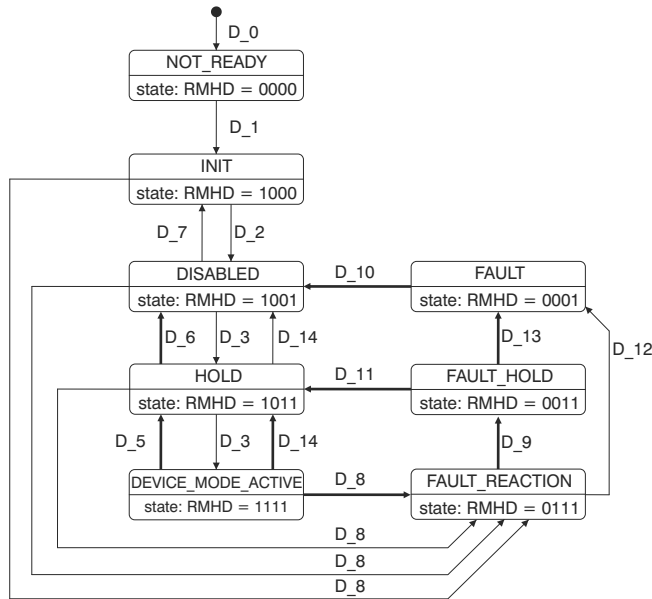 D_0
NOT_READY
state: RMHD = 0000
D_1
INIT
state: RMHD = 1000
D_7
D_2
DISABLED
state: RMHD = 1001
D_10
FAULT
state: RMHD = 0001
D_6
D_3
D_14
D_13
D_12
HOLD
state: RMHD = 1011
D_11
FAULT_HOLD
state: RMHD = 0011
D_5
D_3
D_14
D_9
DEVICE_MODE_ACTIVE
state: RMHD = 1111
D_8
FAULT_REACTION
state: RMHD = 0111
D_8
D_8
D_8